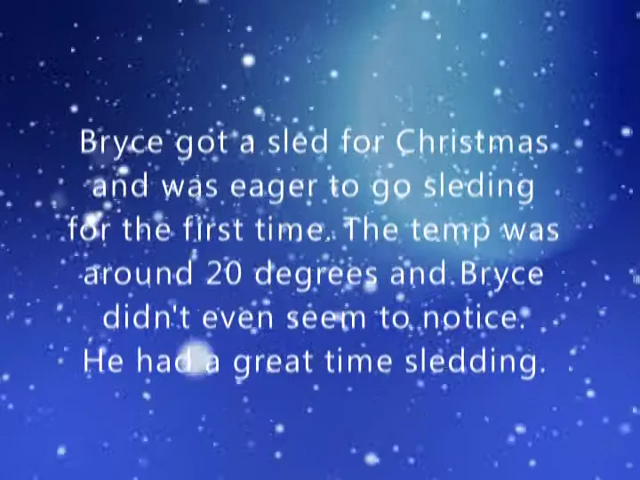 Bryce got a sled for Christmas
and was eager to go sleding
for the first time. The temp was
around 20 degrees and Bryce
didn't even seem to notice.
He had a great time sledding.